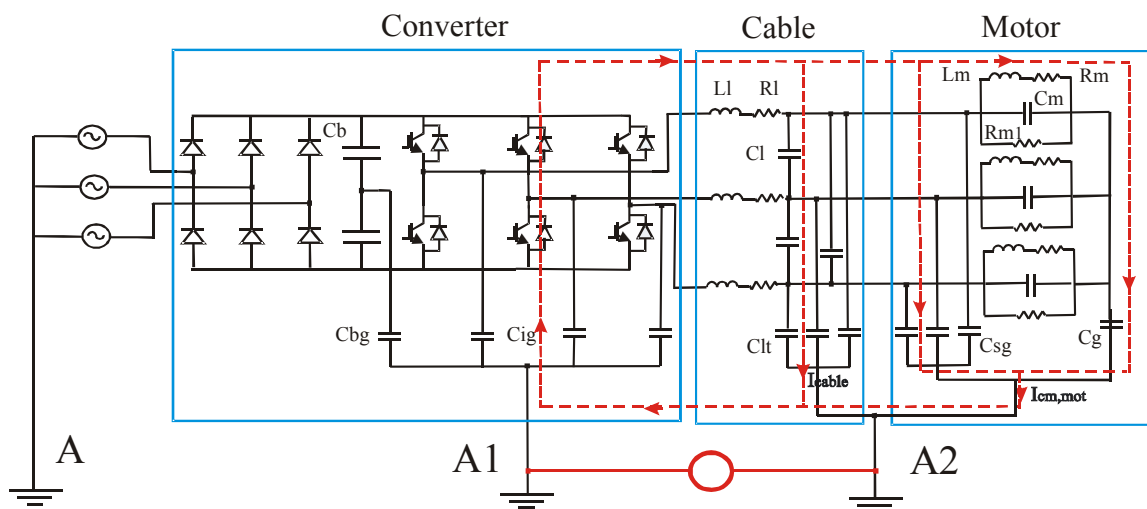 Converter
Cable
Motor
Cb
Ll
Rl
Lm
Rm
Cm
Rm1
Cl
Cbg
Cig
Clt
Csg
Cg
Icable
Icm,mot
A
A1
A2